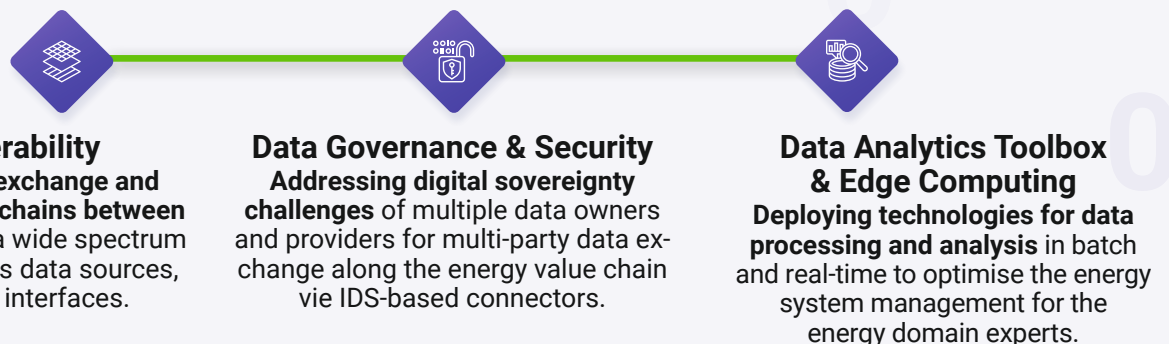 erability
exchange and
chains between
a wide spectrum
s data sources,
interfaces.
Data Governance & Security
Addressing digital sovereignty
challenges of multiple data owners
and providers for multi-party data ex-
change along the energy value chain
vie IDS-based connectors.
Data Analytics Toolbox
& Edge Computing
Deploying technologies for data
processing and analysis in batch
and real-time to optimise the energy
system management for the
energy domain experts.
0